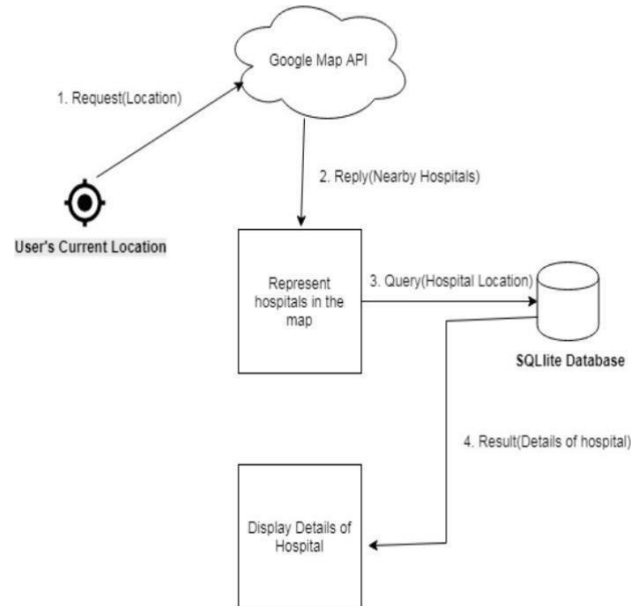 Google Map API
1. Request(Location)
2. Reply(Nearby Hospitals)
User's Current Location
Represent
hospitals in the
map
3. Query(Hospital Location)
SQLlite Database
4. Result(Details of hospital)
Display Details of
Hospital